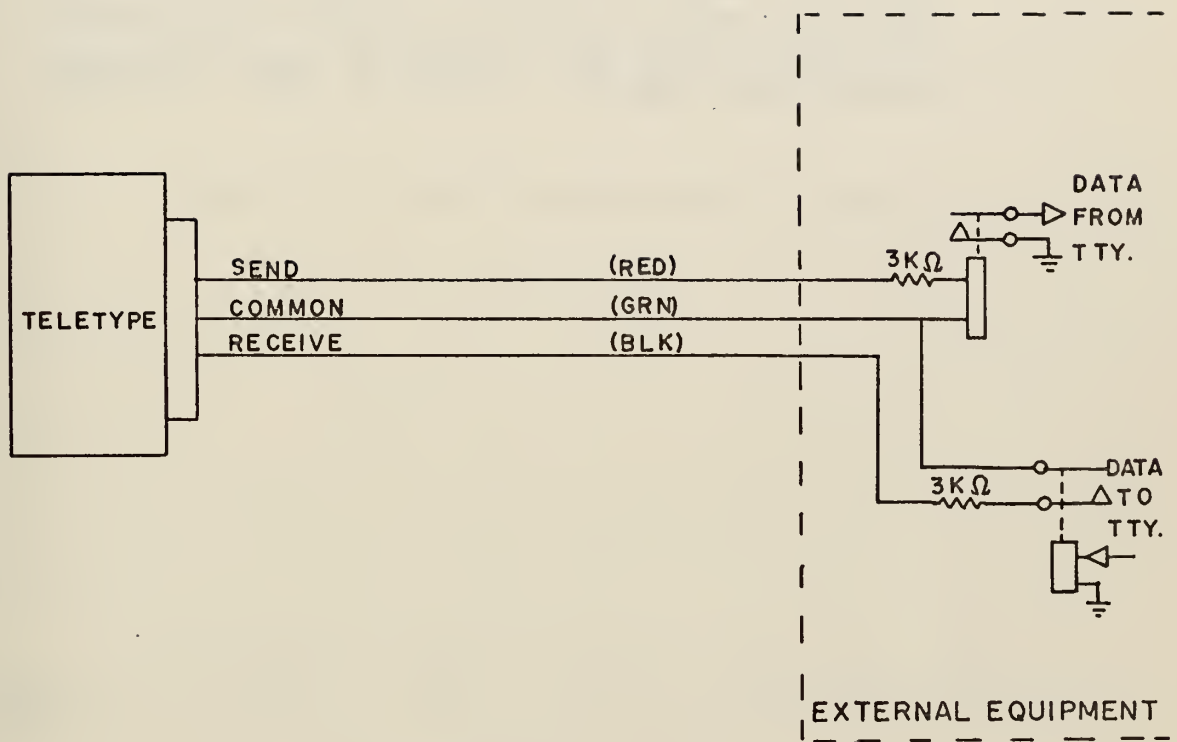 TELETYPE
SEND (RED)
COMMON (GRN)
RECEIVE (BLK)
3KΩ
DATA
FROM
TTY.
3KΩ
DATA
TO
TTY.
EXTERNAL EQUIPMENT